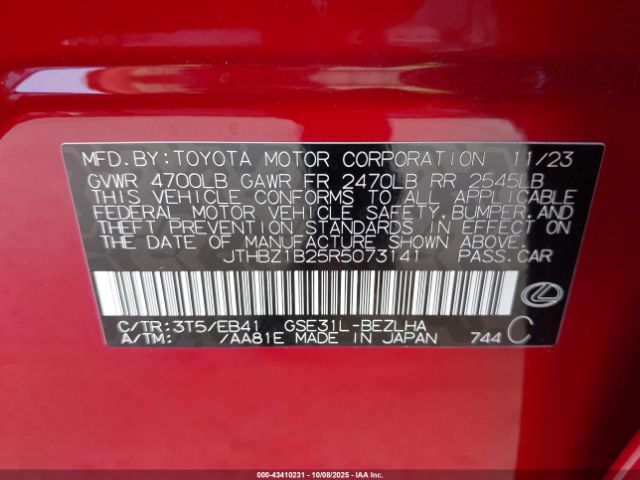 MFD.BY:TOYOTA MOTOR CORPORATION 11/23
GVWR 4700LB GAWR FR 2470LB RR 2545LB
THIS VEHICLE CONFORMS TO ALL APPLICABLE
FEDERAL MOTOR VEHICLE SAFETY, BUMPER, AND
THEFT PREVENTION STANDARDS IN EFFECT ON
THE DATE OF MANUFACTURE SHOWN ABOVE.
JTHBZ1B25R5073141 PASS.CAR
C/TR:3T5/EB41 GSE31L-BEZLHA
A/TM: /AA81E MADE IN JAPAN 744 C
000-43410231 - 10/08/2025 - IAA Inc.